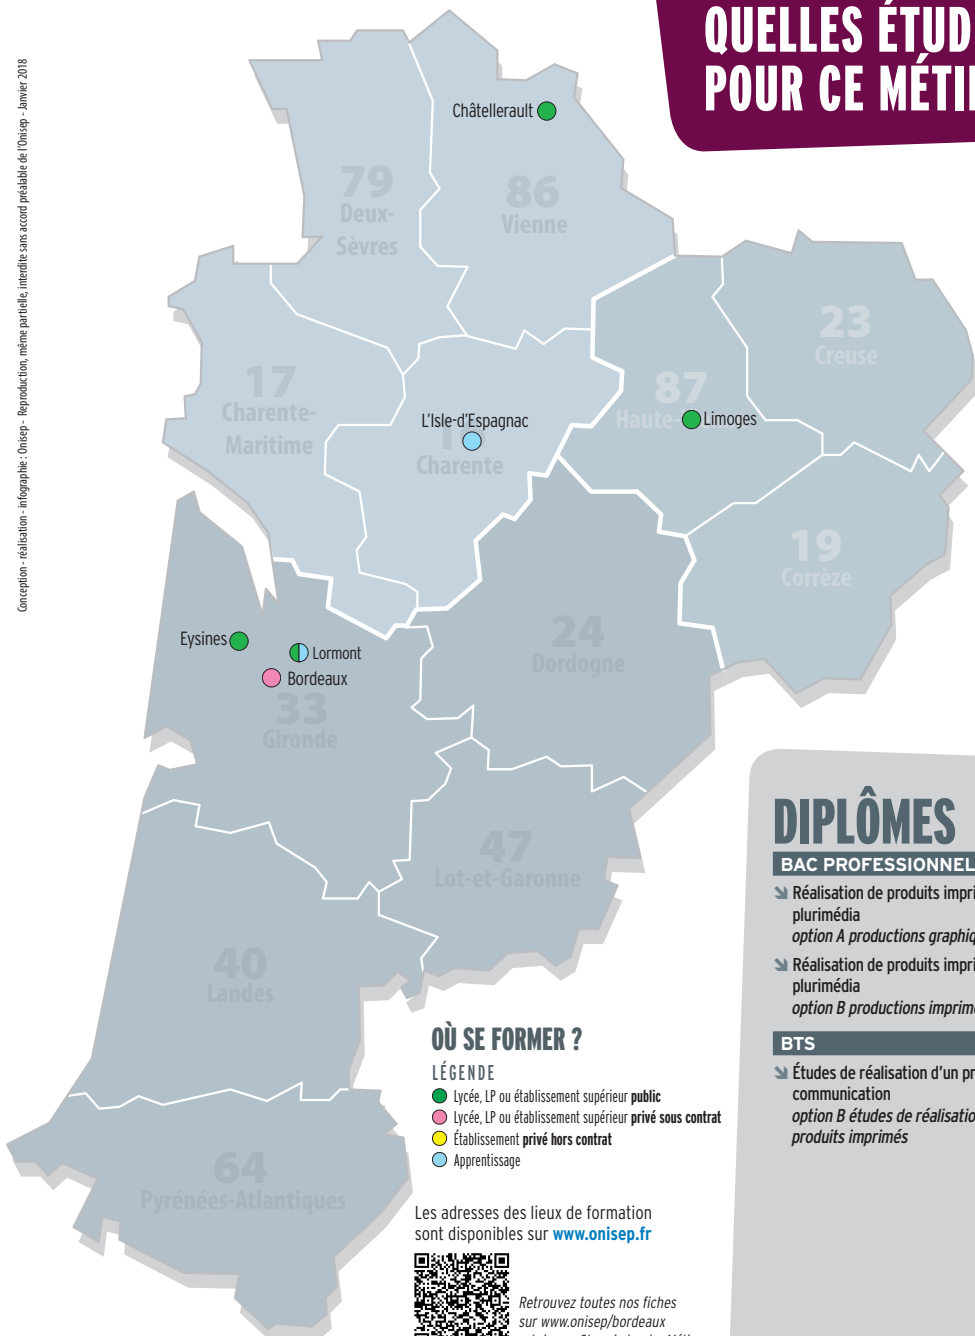 QUELLES ÉTUD
POUR CE MÉTI
Conception - réalisation - infographie : Onisep - Reproduction, même partielle, interdite sans accord préalable de l'Onisep - Janvier 2018
Châtellerault
79
Deux-
Sèvres
86
Vienne
23
Creuse
17
Charente-
Maritime
L'Isle-d'Espagnac
Charente
87
Haute-
Limoges
19
Corrèze
24
Dordogne
Eysines
Lormont
Bordeaux
33
Gironde
47
Lot-et-Garonne
40
Landes
64
Pyrénées-Atlantiques
OÙ SE FORMER ?
LÉGENDE
Lycée, LP ou établissement supérieur public
Lycée, LP ou établissement supérieur privé sous contrat
Établissement privé hors contrat
Apprentissage
Les adresses des lieux de formation
sont disponibles sur www.onisep.fr
Retrouvez toutes nos fiches
sur www.onisep/bordeaux
DIPLÔMES
BAC PROFESSIONNEL
Réalisation de produits impri
plurimédia
option A productions graphiq
Réalisation de produits impri
plurimédia
option B productions imprim
BTS
Études de réalisation d'un pr
communication
option B études de réalisatio
produits imprimés